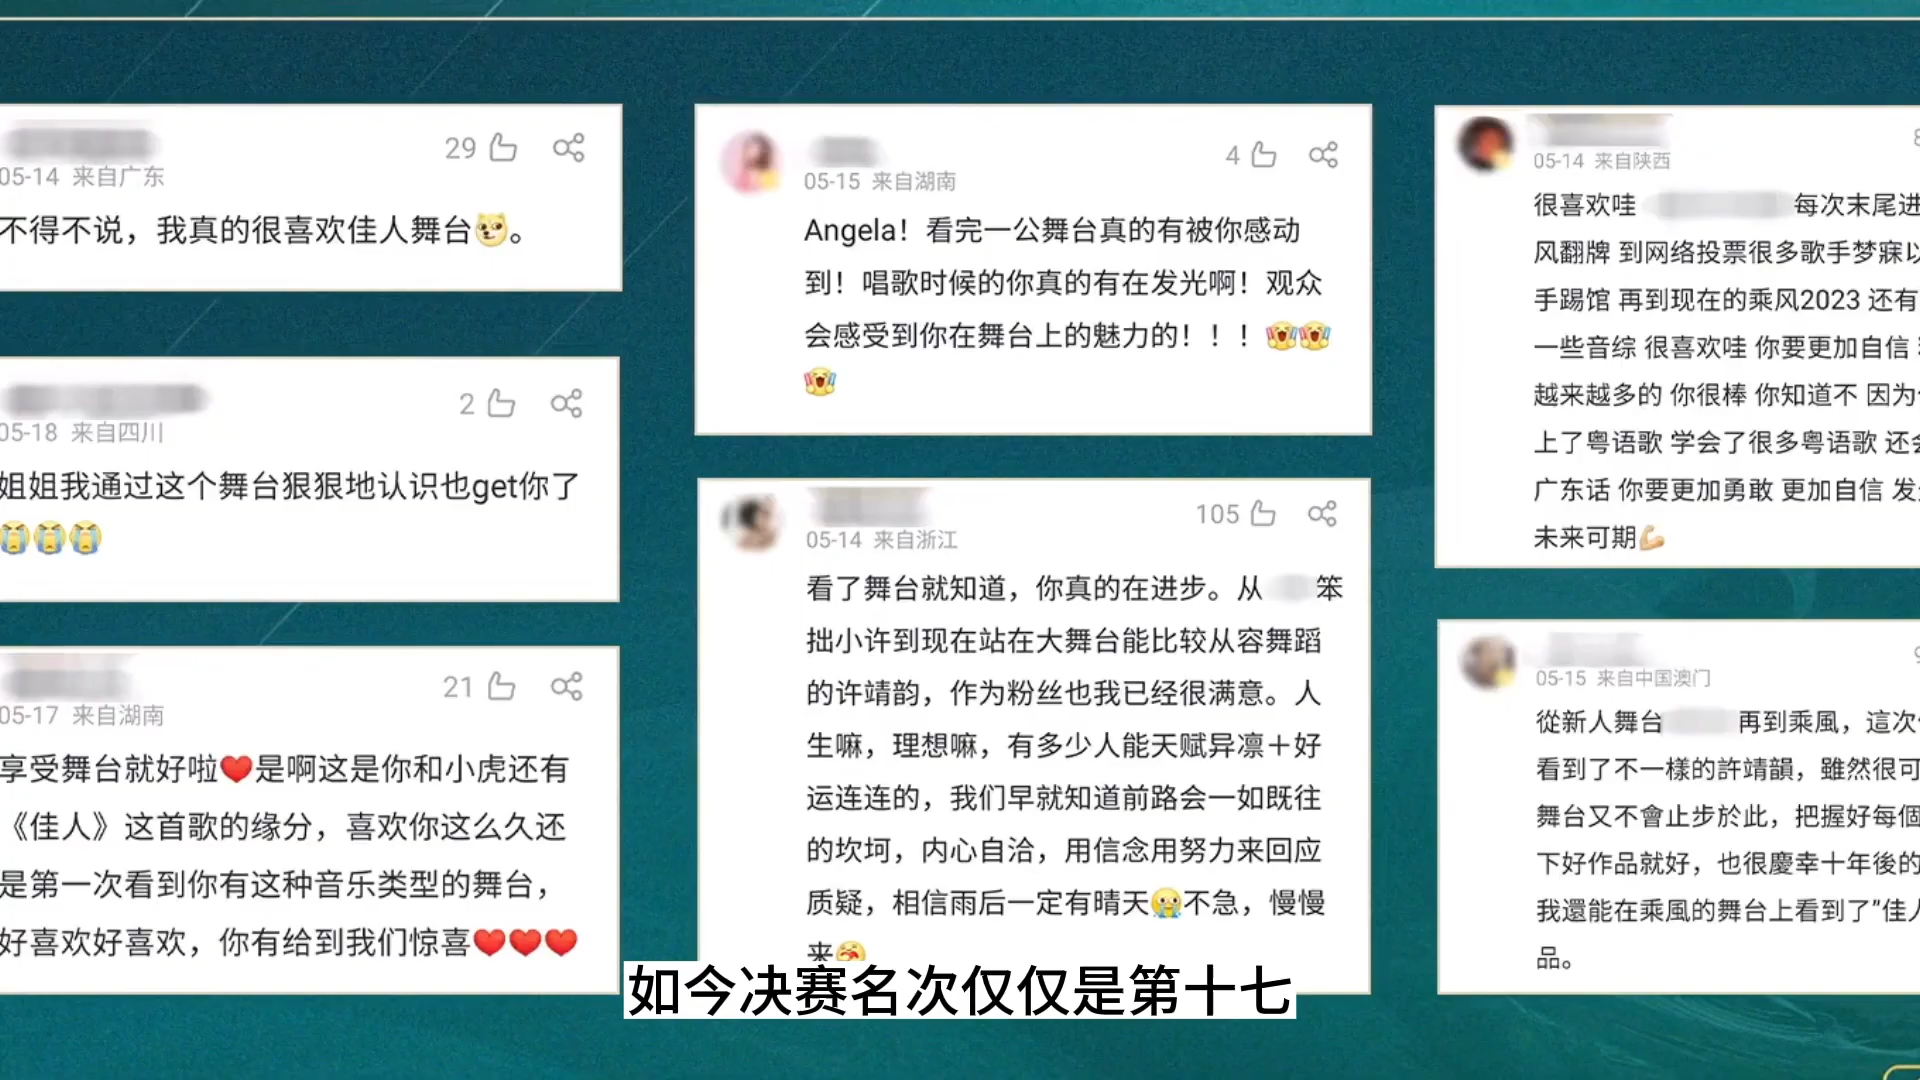 29
05-14 来自广东
不得不说，我真的很喜欢佳人舞台。
2
05-18 来自四川
姐姐我通过这个舞台狠狠地认识也get你了
21
05-17 来自湖南
享受舞台就好啦❤️是啊这是你和小虎还有
《佳人》这首歌的缘分，喜欢你这么久还
是第一次看到你有这种音乐类型的舞台，
好喜欢好喜欢，你有给到我们惊喜❤️❤️❤️
4
05-15 来自湖南
Angela！看完一公舞台真的有被你感动
到！唱歌时候的你真的有在发光啊！观众
会感受到你在舞台上的魅力的！！！
105
05-14 来自浙江
看了舞台就知道，你真的在进步。从 笨
拙小许到现在站在大舞台能比较从容舞蹈
的许靖韵，作为粉丝也我已经很满意。人
生嘛，理想嘛，有多少人能天赋异凛＋好
运连连的，我们早就知道前路会一如既往
的坎坷，内心自洽，用信念用努力来回应
质疑，相信雨后一定有晴天😭不急，慢慢
来
05-14 来自陕西
很喜欢哇 每次末尾进
风翻牌 到网络投票很多歌手梦寐以
手踢馆 再到现在的乘风2023 还有
一些音综 很喜欢哇 你要更加自信
越来越多的 你很棒 你知道不 因为
上了粤语歌 学会了很多粤语歌 还会
广东话 你要更加勇敢 更加自信 发
未来可期💪🏼
05-15 来自中国澳门
從新人舞台 再到乘風，這次
看到了不一樣的許靖韻，雖然很可
舞台又不會止步於此，把握好每個
下好作品就好，也很慶幸十年後的
我還能在乘風的舞台上看到了"佳人
品。
如今决赛名次仅仅是第十七